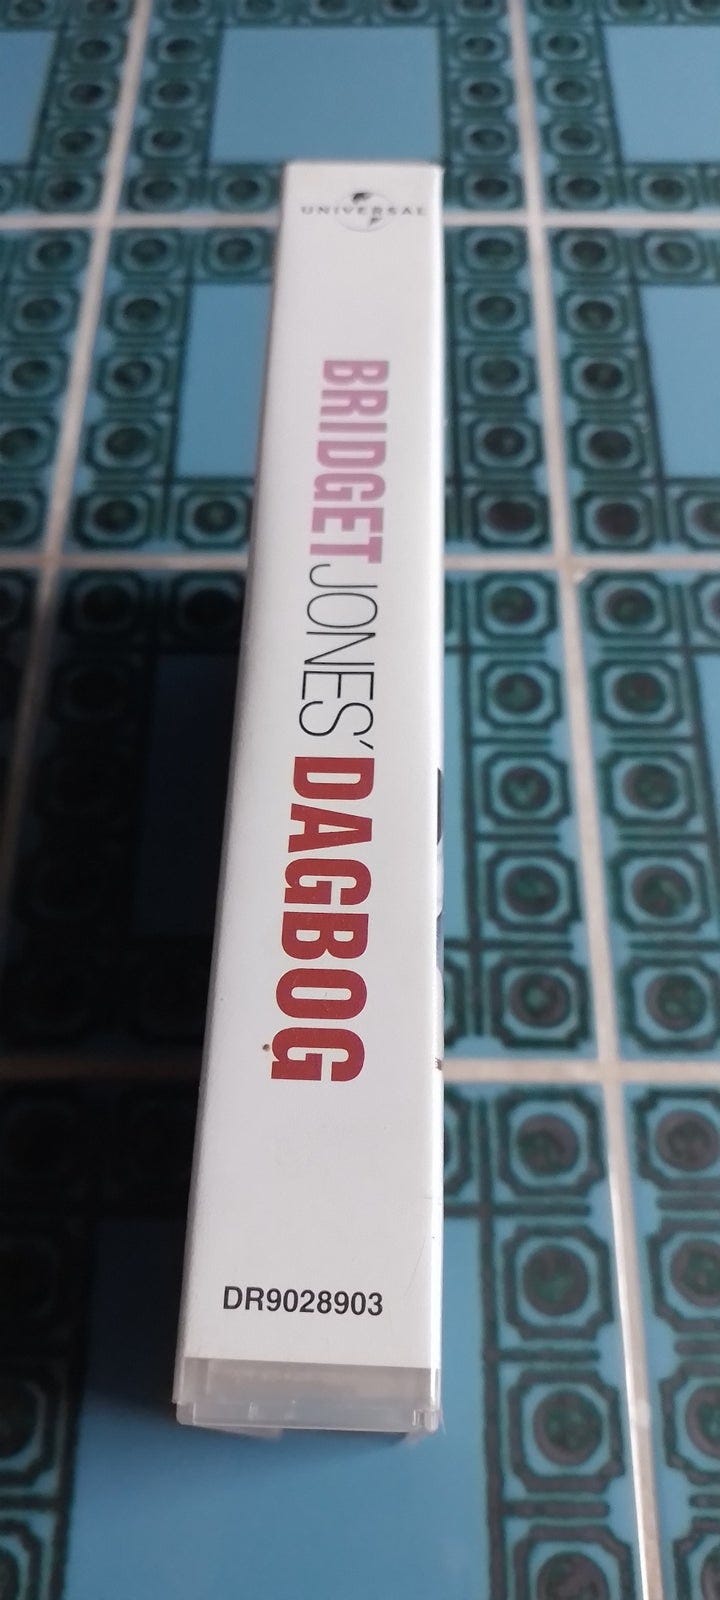 UNIVERSAL
BRIDGET JONES' DAGBOG
DR9028903